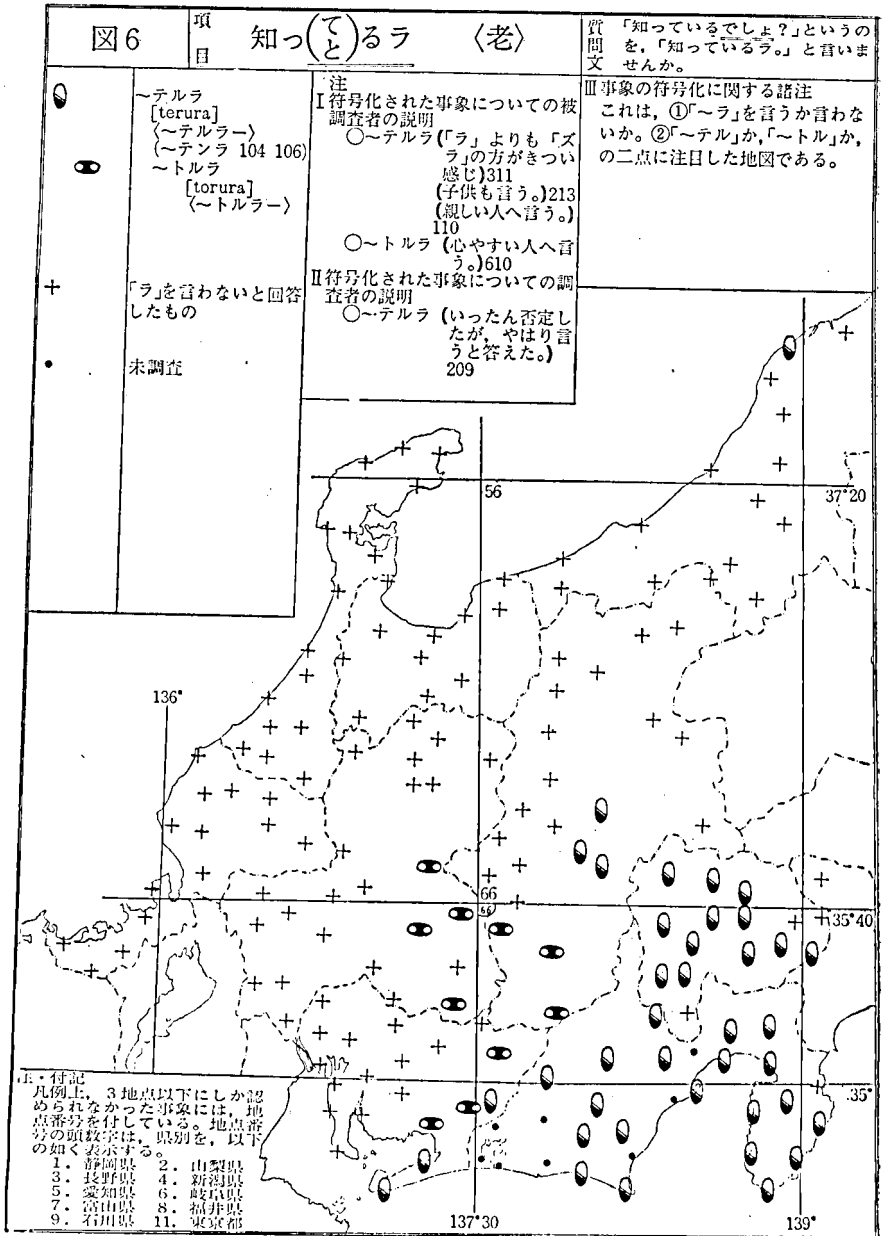 図6
項目
知っ(てと)るラ 〈老〉
質問文
「知っているでしょ?」というの
を,「知っているラ。」と言いま
せんか。
〜テルラ
[terura]
〈〜テルラー〉
(〜テンラ 104 106)
〜トルラ
[torura]
〈〜トルラー〉
「ラ」を言わないと回答
したもの
未調査
注
Ⅰ符号化された事象についての被
調査者の説明
○〜テルラ(「ラ」よりも「ズ
ラ」の方がきつい
感じ)311
(子供も言う。)213
(親しい人へ言う。)
110
○〜トルラ(心やすい人へ言
う。)610
Ⅱ符号化された事象についての調
査者の説明
○〜テルラ(いったん否定し
たが,やはり言
うと答えた。)
209
Ⅲ事象の符号化に関する諸注
これは,①「〜ラ」を言うか言わな
いか。②「〜テル」か,「〜トル」か,
の二点に注目した地図である。
56
37°20
136°
66
66
35°40
35°
137°30
139°
注・付記
凡例上,3地点以下にしか認
められなかった事象には,地
点番号を付している。地点番
号の頭数字は,県別を,以下
の如く表示する。
1. 静岡県 2. 山梨県
3. 長野県 4. 新潟県
5. 愛知県 6. 岐阜県
7. 富山県 8. 福井県
9. 石川県 11. 東京都